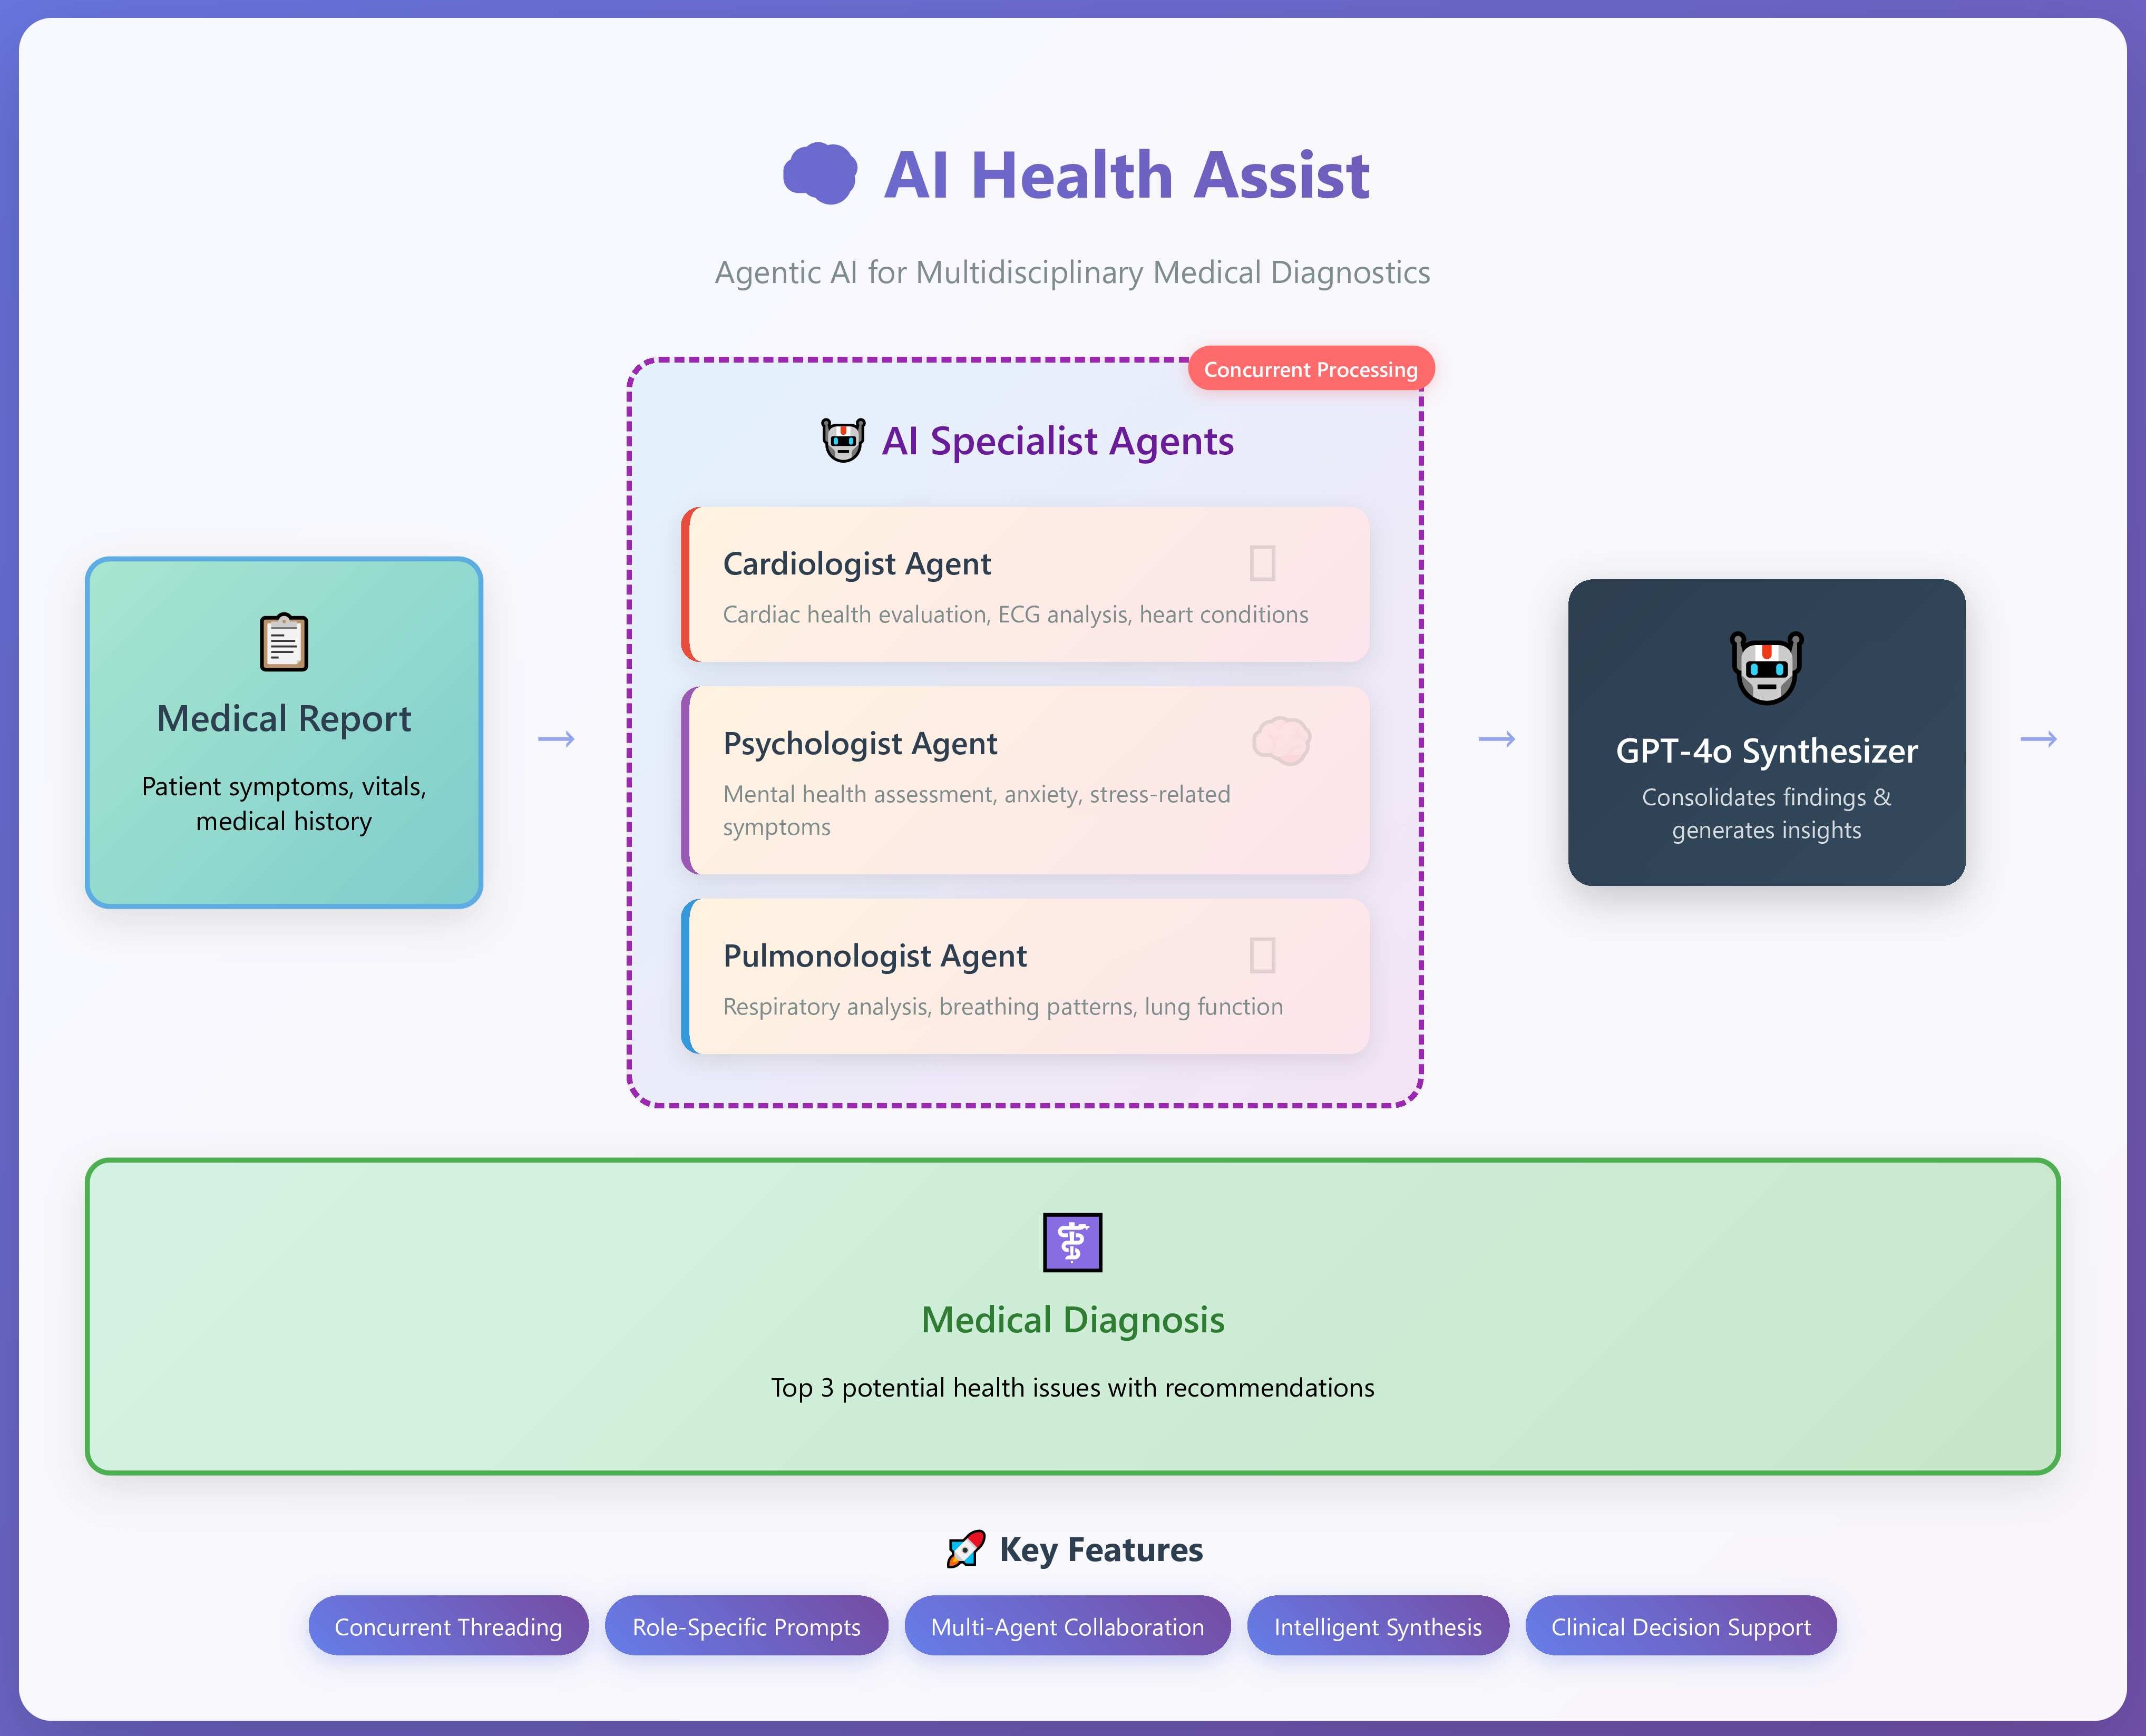 AI Health Assist
Agentic AI for Multidisciplinary Medical Diagnostics
Concurrent Processing
AI Specialist Agents
Cardiologist Agent
Cardiac health evaluation, ECG analysis, heart conditions
Psychologist Agent
Mental health assessment, anxiety, stress-related
symptoms
Pulmonologist Agent
Respiratory analysis, breathing patterns, lung function
Medical Report
Patient symptoms, vitals,
medical history
→
→
GPT-4o Synthesizer
Consolidates findings &
generates insights
→
Medical Diagnosis
Top 3 potential health issues with recommendations
Key Features
Concurrent Threading
Role-Specific Prompts
Multi-Agent Collaboration
Intelligent Synthesis
Clinical Decision Support